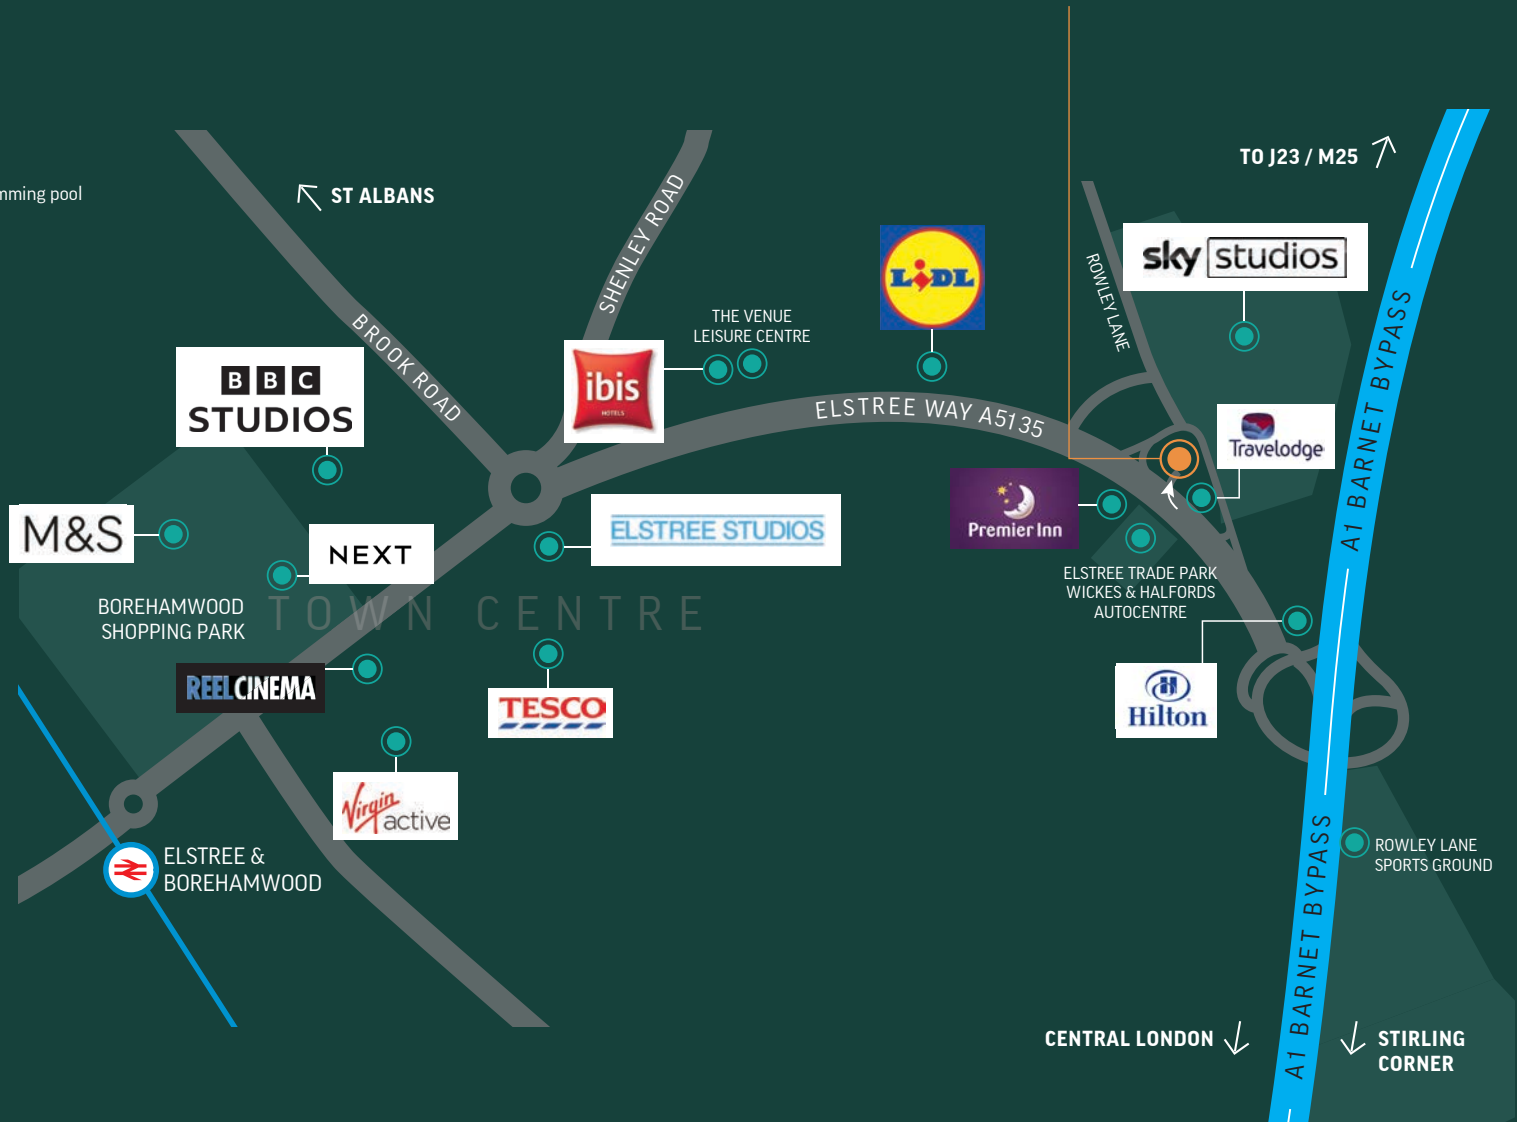 TO J23 / M25
mming pool
ST ALBANS
SHENLEY ROAD
sky studios
LIDL
ROWLEY LANE
THE VENUE
LEISURE CENTRE
BROOK ROAD
ibis
HOTELS
BBC
STUDIOS
ELSTREE WAY A5135
Travelodge
A1 BARNET BYPASS
Premier Inn
M&S
NEXT
ELSTREE STUDIOS
ELSTREE TRADE PARK
WICKES & HALFORDS
AUTOCENTRE
BOREHAMWOOD
SHOPPING PARK
TOWN CENTRE
REELCINEMA
TESCO
Hilton
Virgin
active
ELSTREE &
BOREHAMWOOD
ROWLEY LANE
SPORTS GROUND
A1 BARNET BYPASS
CENTRAL LONDON
STIRLING
CORNER